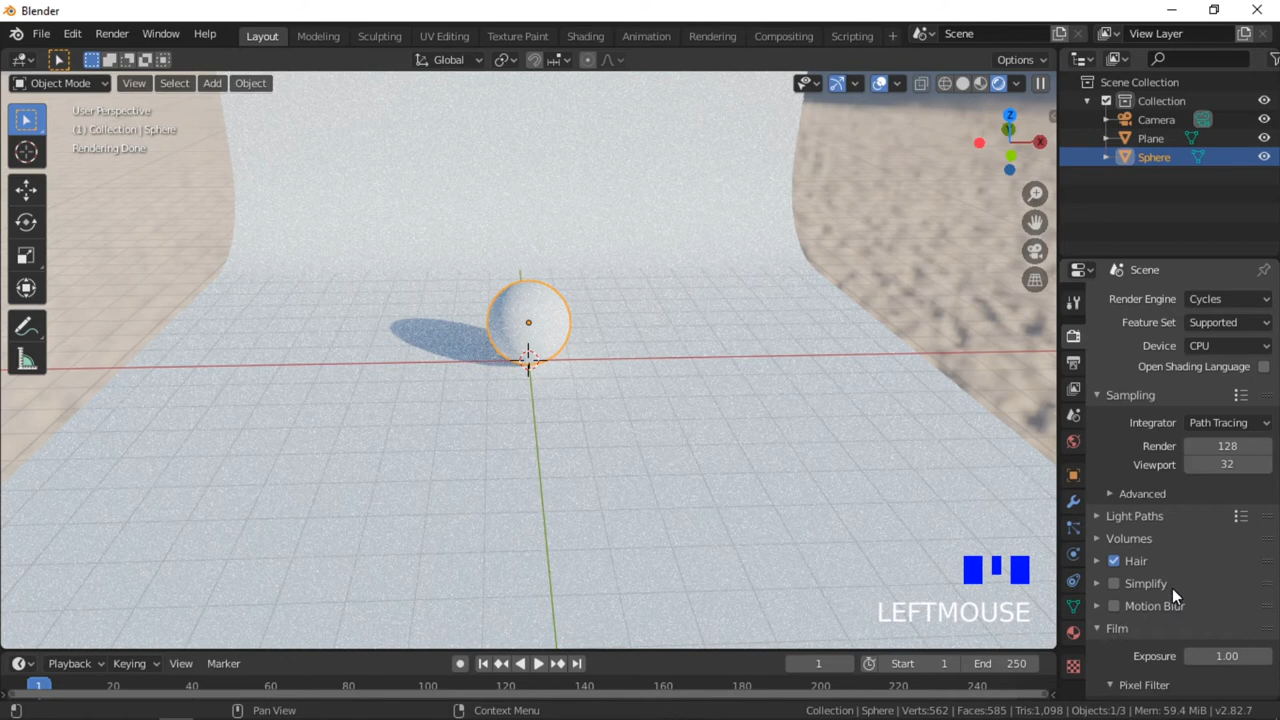 Blender
File Edit Render Window Help Layout Modeling Sculpting UV Editing Texture Paint Shading Animation Rendering Compositing Scripting + Scene View Layer
Global Options
Object Mode View Select Add Object
User Perspective
(1) Collection | Sphere
Rendering Done
Z
X
Scene Collection
Collection
Camera
Plane
Sphere
Scene
Render Engine Cycles
Feature Set Supported
Device CPU
Open Shading Language
Sampling
Integrator Path Tracing
Render 128
Viewport 32
Advanced
Light Paths
Volumes
Hair
Simplify
Motion Blur
Film
Exposure 1.00
Pixel Filter
LEFTMOUSE
Playback Keying View Marker 1 Start 1 End 250
1 20 40 60 80 100 120 140 160 180 200 220 240
Pan View Context Menu Collection | Sphere | Verts:562 | Faces:585 | Tris:1,098 | Objects:1/3 | Mem: 59.4 MiB | v2.82.7